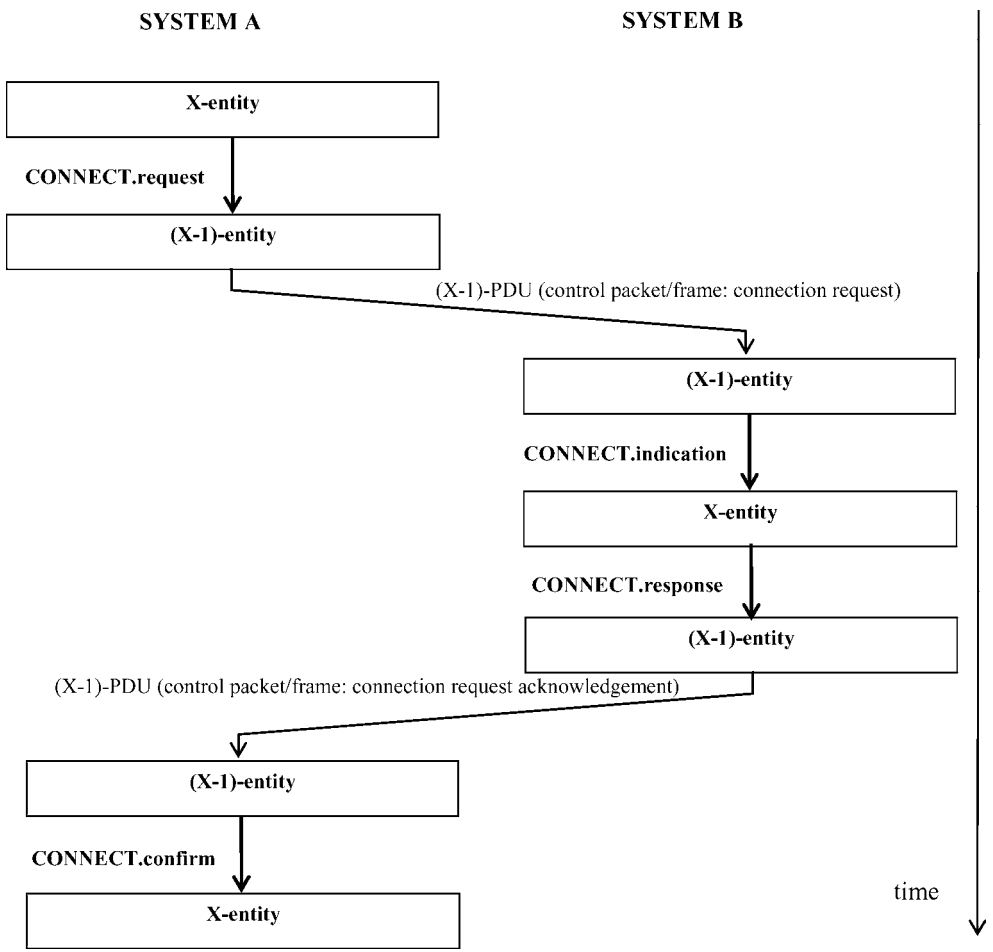 SYSTEM A
SYSTEM B
X-entity
CONNECT.request
(X-1)-entity
(X-1)-PDU (control packet/frame: connection request)
(X-1)-entity
CONNECT.indication
X-entity
CONNECT.response
(X-1)-entity
(X-1)-PDU (control packet/frame: connection request acknowledgement)
(X-1)-entity
CONNECT.confirm
time
X-entity